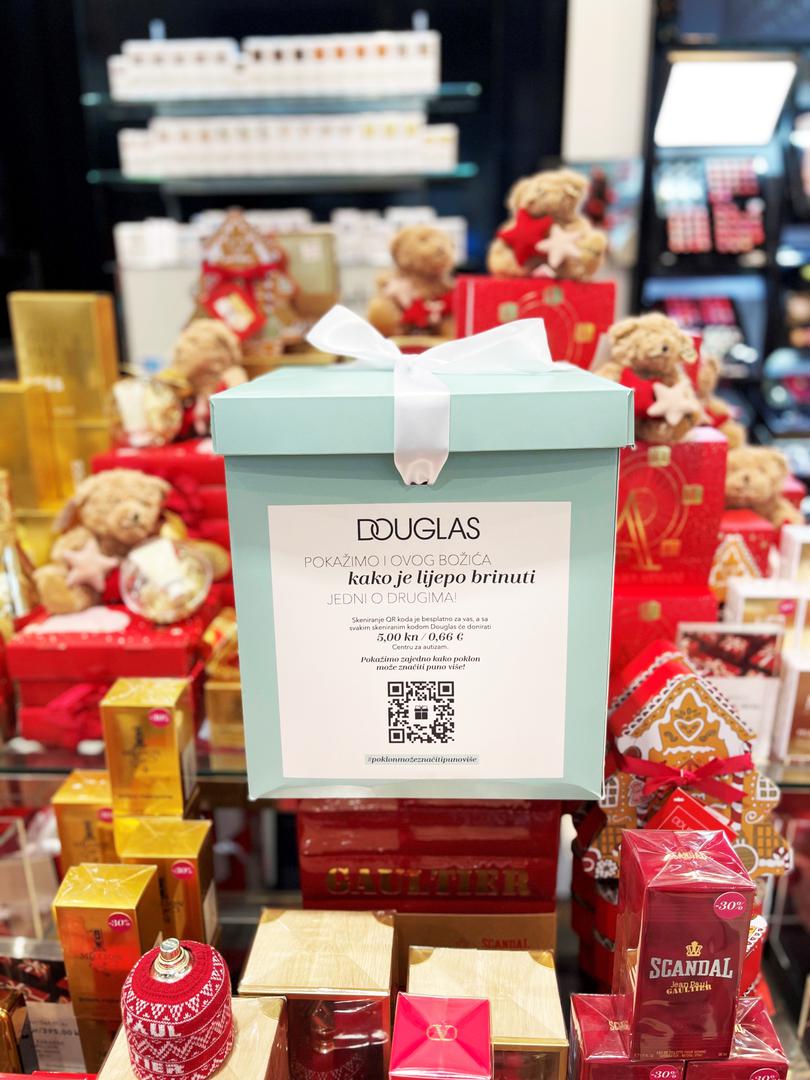 DOUGLAS
POKAŽIMO I OVOG BOŽIĆA
kako je lijepo brinuti
JEDNI O DRUGIMA!
Skeniranje QR koda je besplatno za vas, a sa
svakim skeniranim kodom Douglas će donirati
5,00 kn / 0,66 €
Centru za autizam.
Pokažimo zajedno kako poklon
može značiti puno više!
#poklonmožeznačitipunoviše
GAULTIER
SCANDAL
-30%
-30%
-30%
SCANDAL
Jean Paul
GAULTIER
-30%
-30%